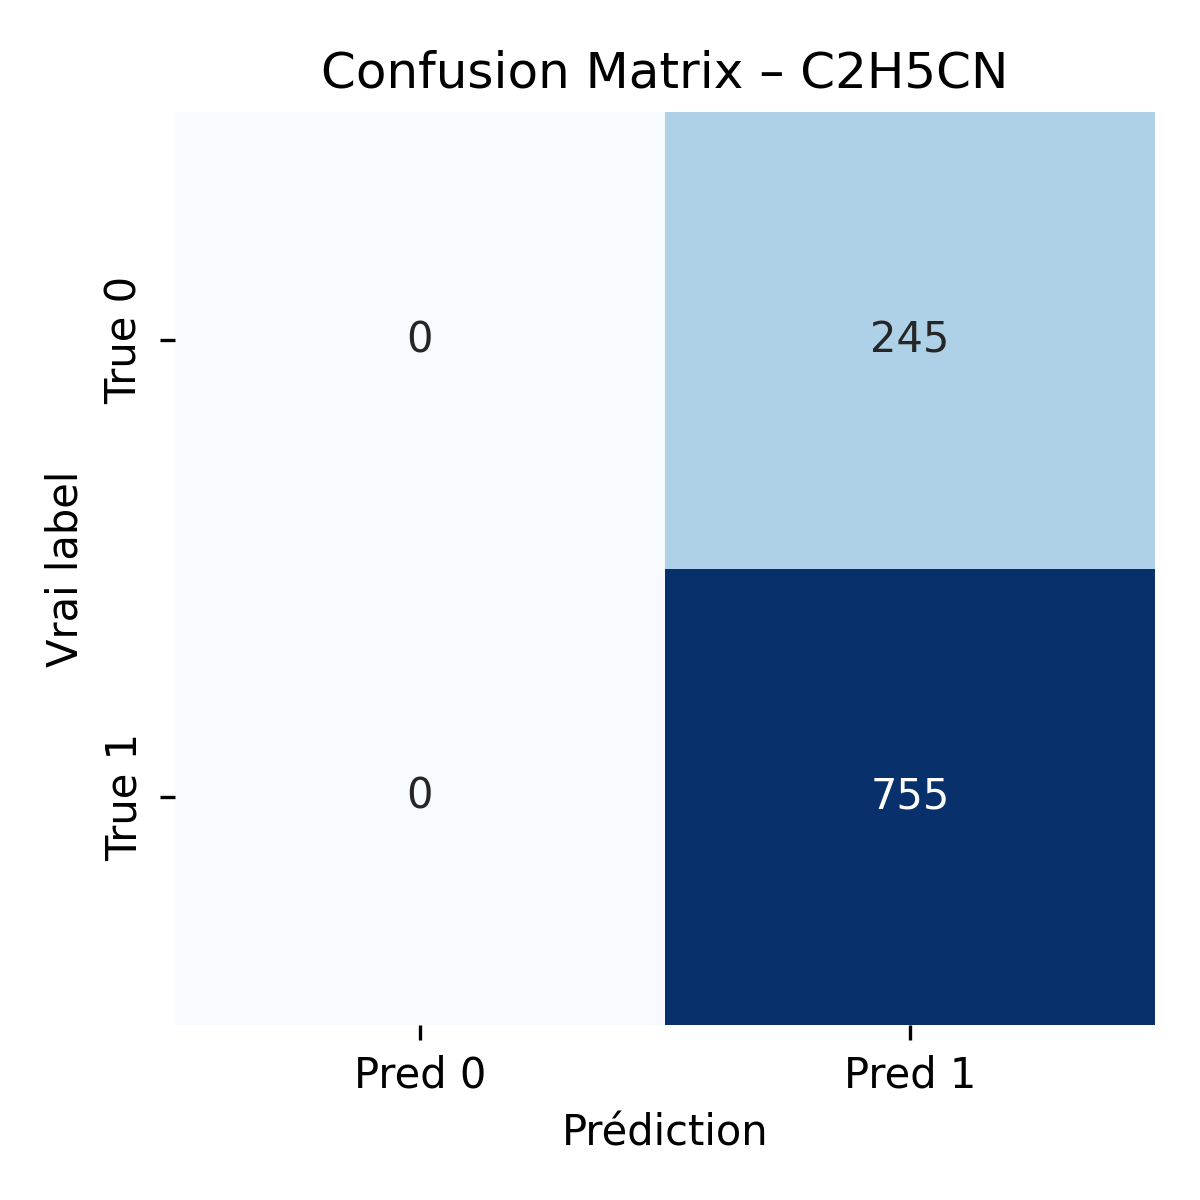 Confusion Matrix – C2H5CN
Vrai label
True 0
0
245
True 1
0
755
Pred 0
Pred 1
Prédiction